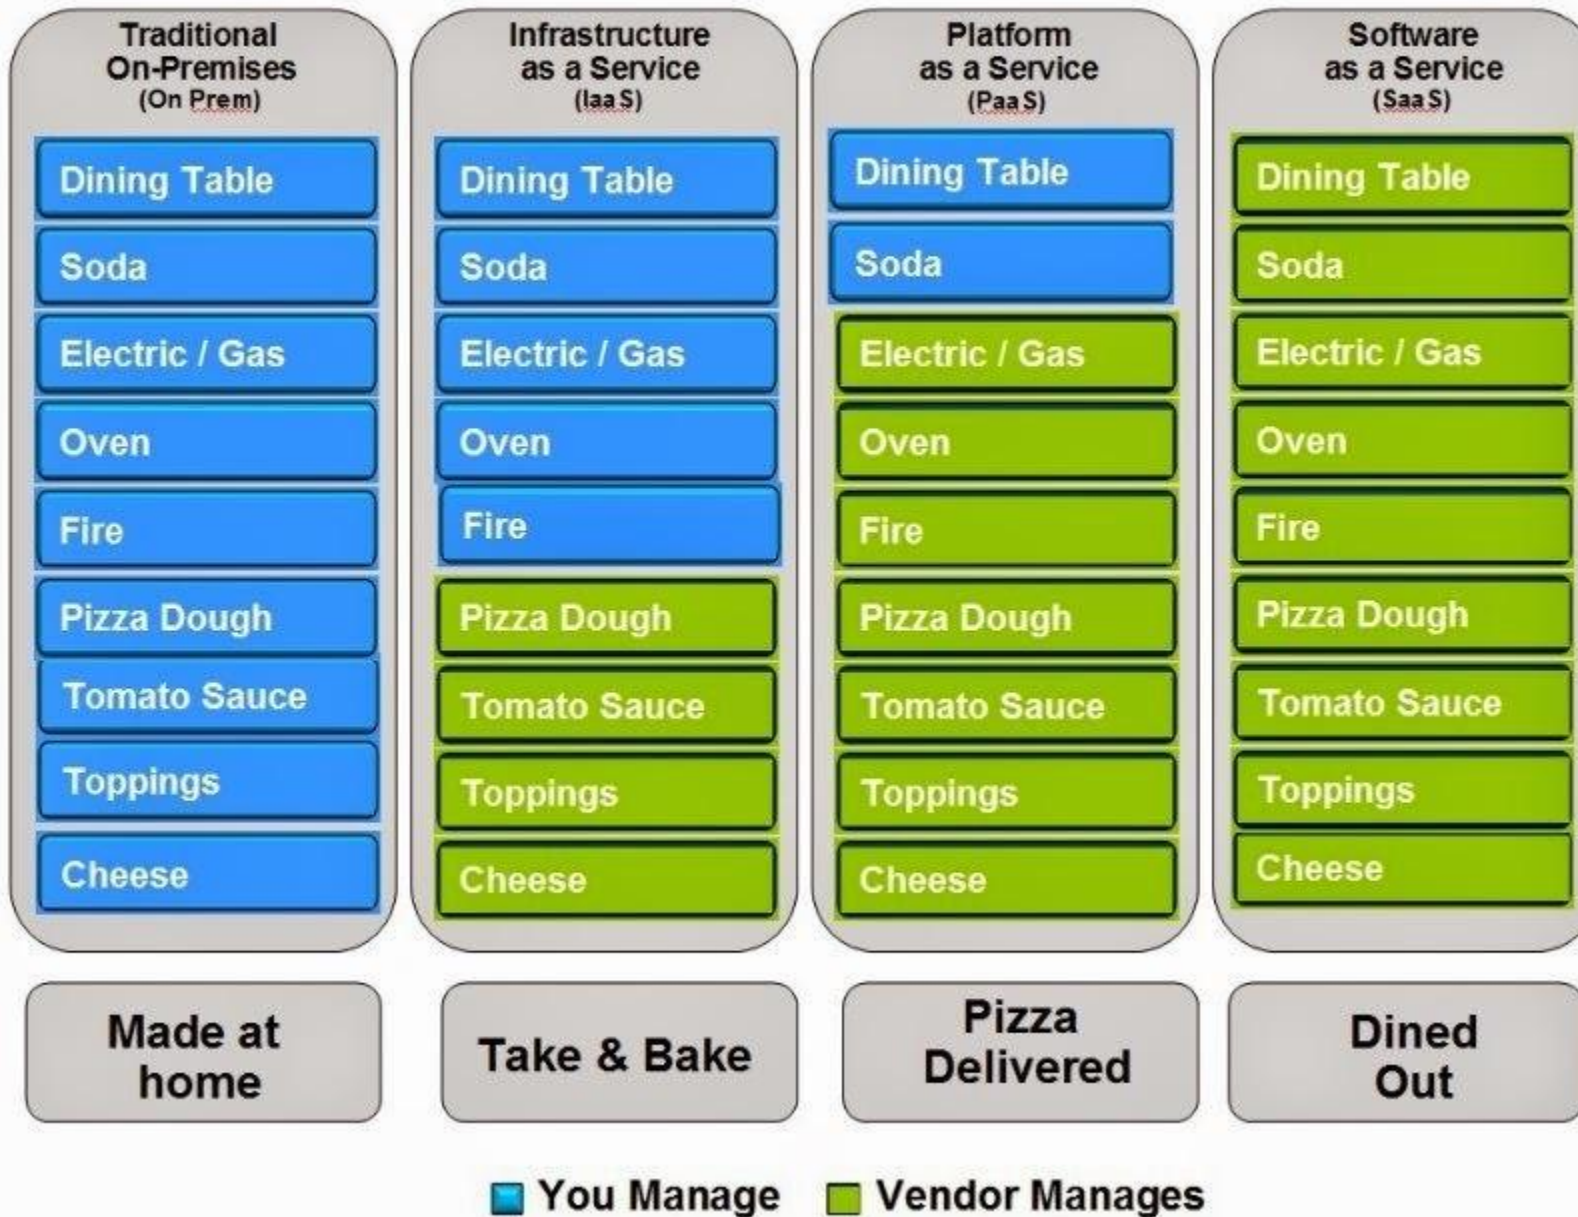 Traditional
On-Premises
(On Prem)
Dining Table
Soda
Electric / Gas
Oven
Fire
Pizza Dough
Tomato Sauce
Toppings
Cheese
Made at
home
Infrastructure
as a Service
(IaaS)
Dining Table
Soda
Electric / Gas
Oven
Fire
Pizza Dough
Tomato Sauce
Toppings
Cheese
Take & Bake
Platform
as a Service
(PaaS)
Dining Table
Soda
Electric / Gas
Oven
Fire
Pizza Dough
Tomato Sauce
Toppings
Cheese
Pizza
Delivered
Software
as a Service
(SaaS)
Dining Table
Soda
Electric / Gas
Oven
Fire
Pizza Dough
Tomato Sauce
Toppings
Cheese
Dined
Out
You Manage
Vendor Manages